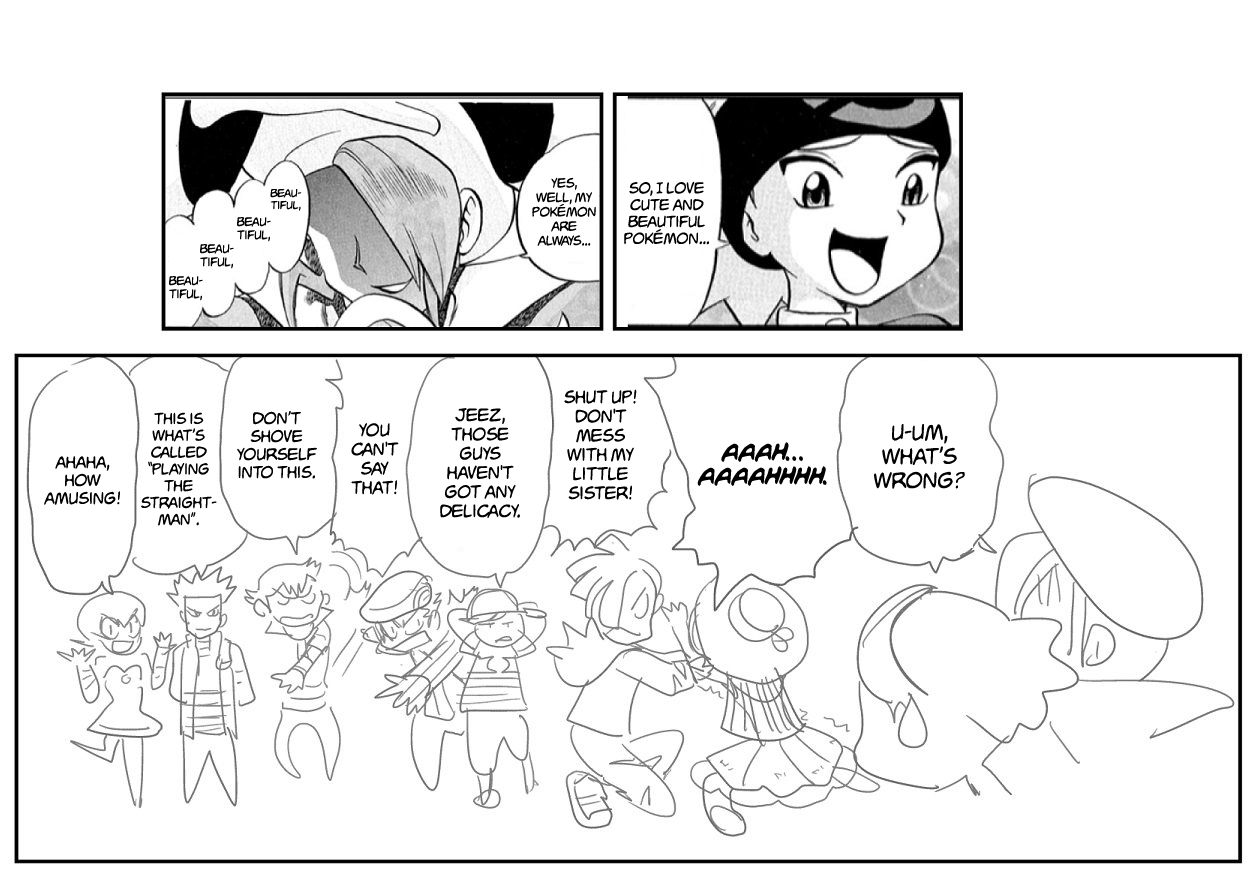 SO, I LOVE
CUTE AND
BEAUTIFUL
POKÉMON...
YES,
WELL, MY
POKÉMON
ARE
ALWAYS...
BEAU-
TIFUL,
BEAU-
TIFUL,
BEAU-
TIFUL,
BEAU-
TIFUL,
U-UM,
WHAT'S
WRONG?
AAAH...
AAAAHHHH.
SHUT UP!
DON'T
MESS
WITH MY
LITTLE
SISTER!
JEEZ,
THOSE
GUYS
HAVEN'T
GOT ANY
DELICACY.
YOU
CAN'T
SAY
THAT!
DON'T
SHOVE
YOURSELF
INTO THIS.
THIS IS
WHAT'S
CALLED
"PLAYING
THE
STRAIGHT-
MAN".
AHAHA,
HOW
AMUSING!